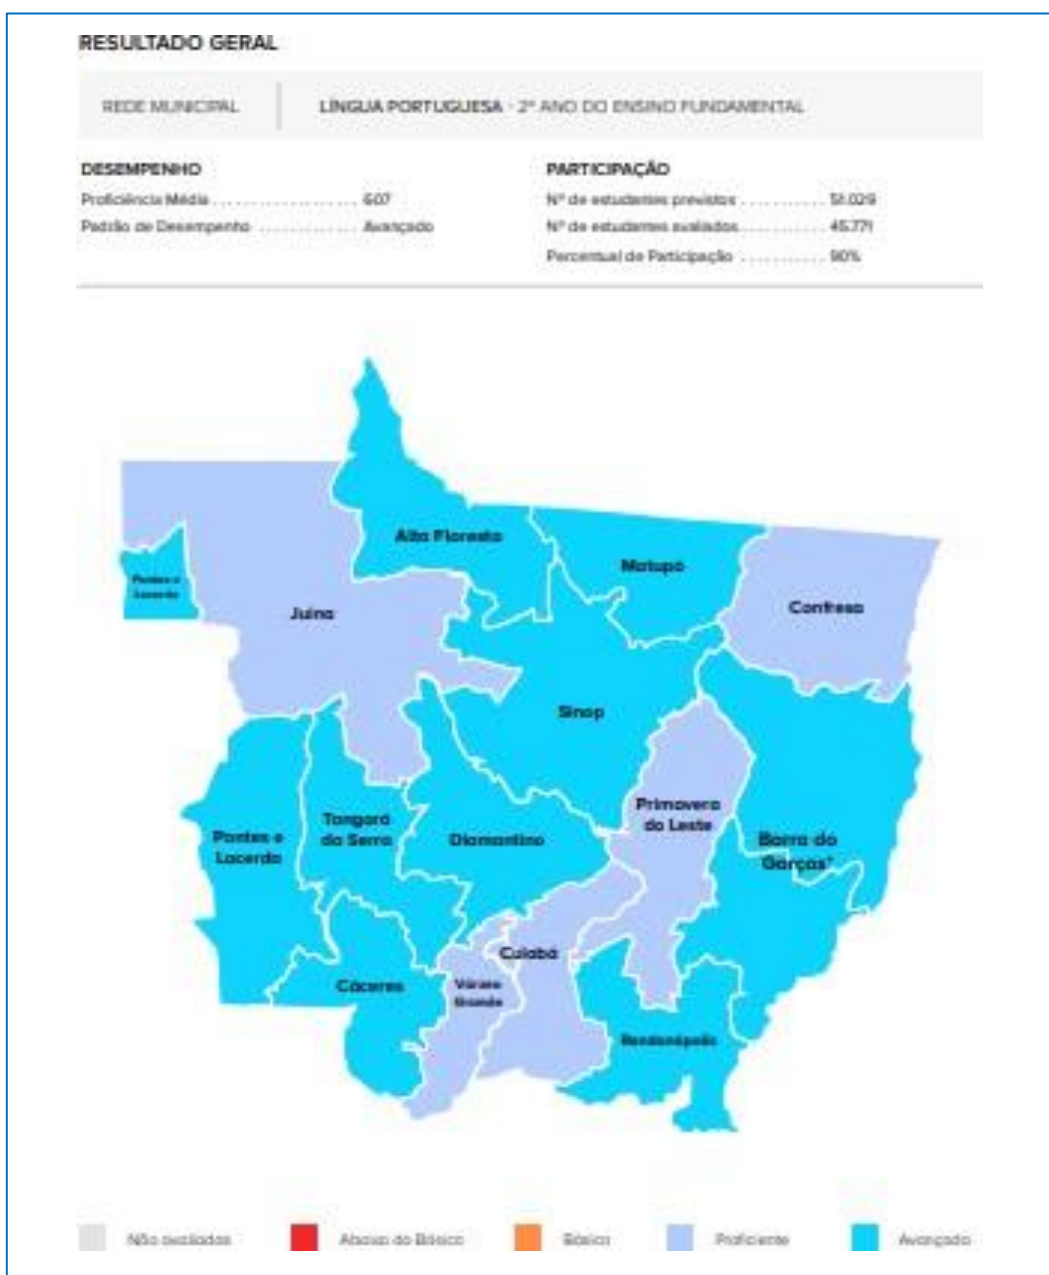 RESULTADO GERAL
REDE MUNICIPAL
LÍNGUA PORTUGUESA - 2º ANO DO ENSINO FUNDAMENTAL
DESEMPENHO
Proficiência Média .................. 607
Padrão de Desempenho ............. Avançado
PARTICIPAÇÃO
Nº de estudantes previstos ........... 51.029
Nº de estudantes avaliados ........... 45.771
Percentual de Participação ........... 90%
Alta Floresta
Matupá
Confresa
Pontes e
Lacerda
Juína
Sinop
Primavera
do Leste
Tangará
da Serra
Diamantino
Pontes e
Lacerda
Barra do
Garças*
Cuiabá
Cáceres
Várzea
Grande
Rondonópolis
Não avaliados
Abaixo do Básico
Básico
Proficiente
Avançado